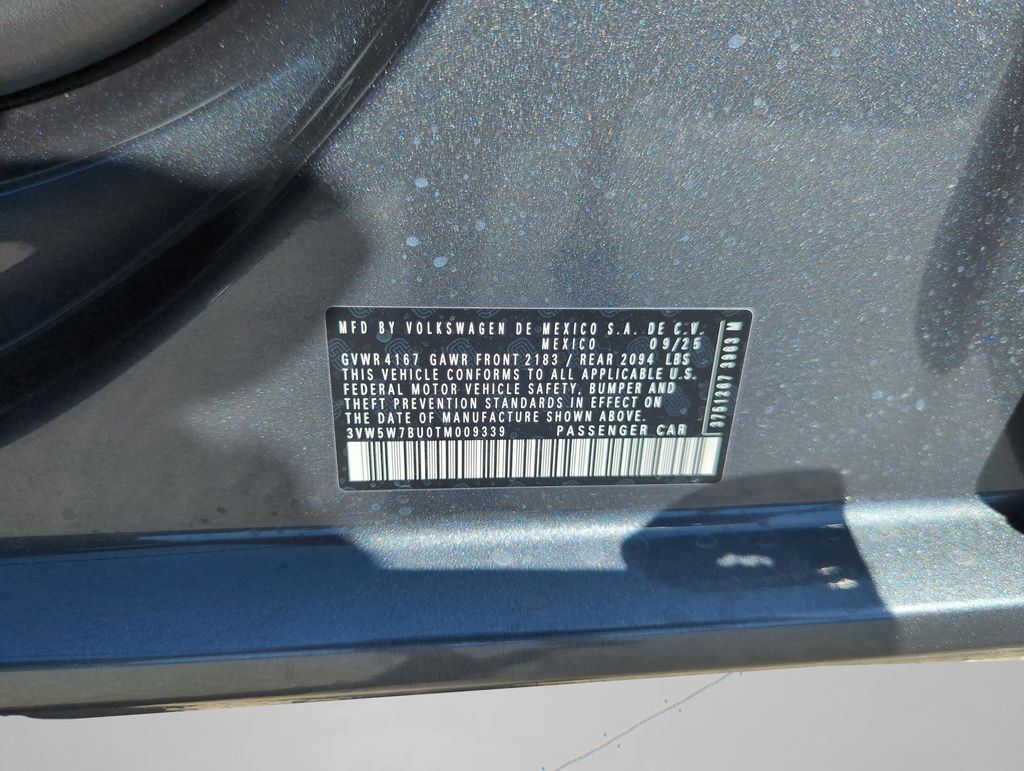 MFD BY VOLKSWAGEN DE MEXICO S.A. DE C.V.
MEXICO 09/25
GVWR 4167 GAWR FRONT 2183 / REAR 2094 LBS
THIS VEHICLE CONFORMS TO ALL APPLICABLE U.S.
FEDERAL MOTOR VEHICLE SAFETY, BUMPER AND
THEFT PREVENTION STANDARDS IN EFFECT ON
THE DATE OF MANUFACTURE SHOWN ABOVE.
3VW5W7BU0TM009339 PASSENGER CAR
3751207 3903 M